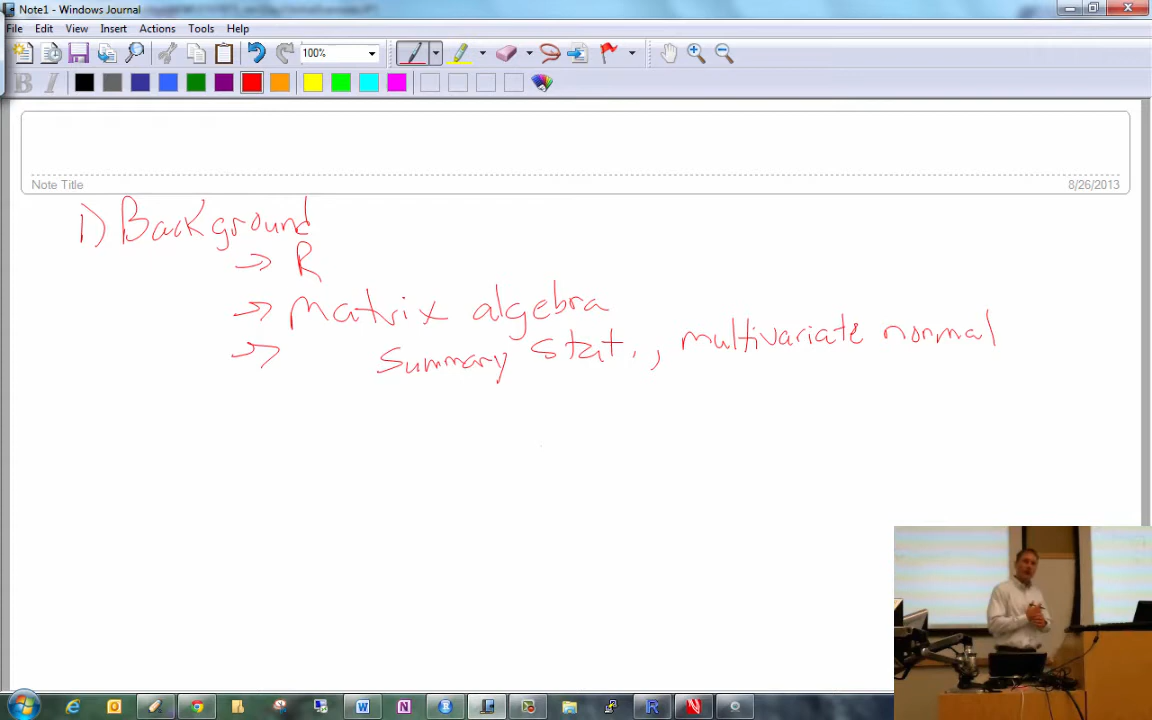 Note1 - Windows Journal
File Edit View Insert Actions Tools Help
100%
B I
Note Title 8/26/2013
1) Background
→ R
→ Matrix algebra
→ Summary stat., multivariate normal